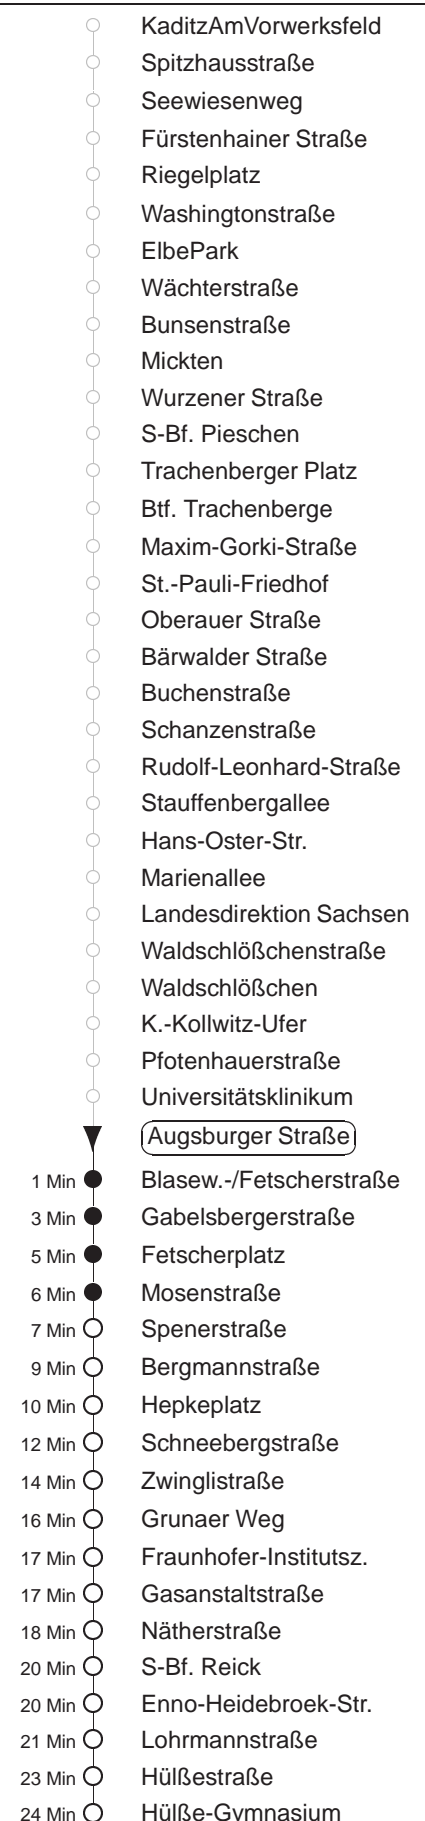 KaditzAmVorwerksfeld
Spitzhausstraße
Seewiesenweg
Fürstenhainer Straße
Riegelplatz
Washingtonstraße
ElbePark
Wächterstraße
Bunsenstraße
Mickten
Wurzener Straße
S-Bf. Pieschen
Trachenberger Platz
Btf. Trachenberge
Maxim-Gorki-Straße
St.-Pauli-Friedhof
Oberauer Straße
Bärwalder Straße
Buchenstraße
Schanzenstraße
Rudolf-Leonhard-Straße
Stauffenbergallee
Hans-Oster-Str.
Marienallee
Landesdirektion Sachsen
Waldschlößchenstraße
Waldschlößchen
K.-Kollwitz-Ufer
Pfotenhauerstraße
Universitätsklinikum
Augsburger Straße
1 Min Blasew.-/Fetscherstraße
3 Min Gabelsbergerstraße
5 Min Fetscherplatz
6 Min Mosenstraße
7 Min Spenerstraße
9 Min Bergmannstraße
10 Min Hepkeplatz
12 Min Schneebergstraße
14 Min Zwinglistraße
16 Min Grunaer Weg
17 Min Fraunhofer-Institutsz.
17 Min Gasanstaltstraße
18 Min Nätherstraße
20 Min S-Bf. Reick
20 Min Enno-Heidebroek-Str.
21 Min Lohrmannstraße
23 Min Hülßestraße
24 Min Hülße-Gymnasium